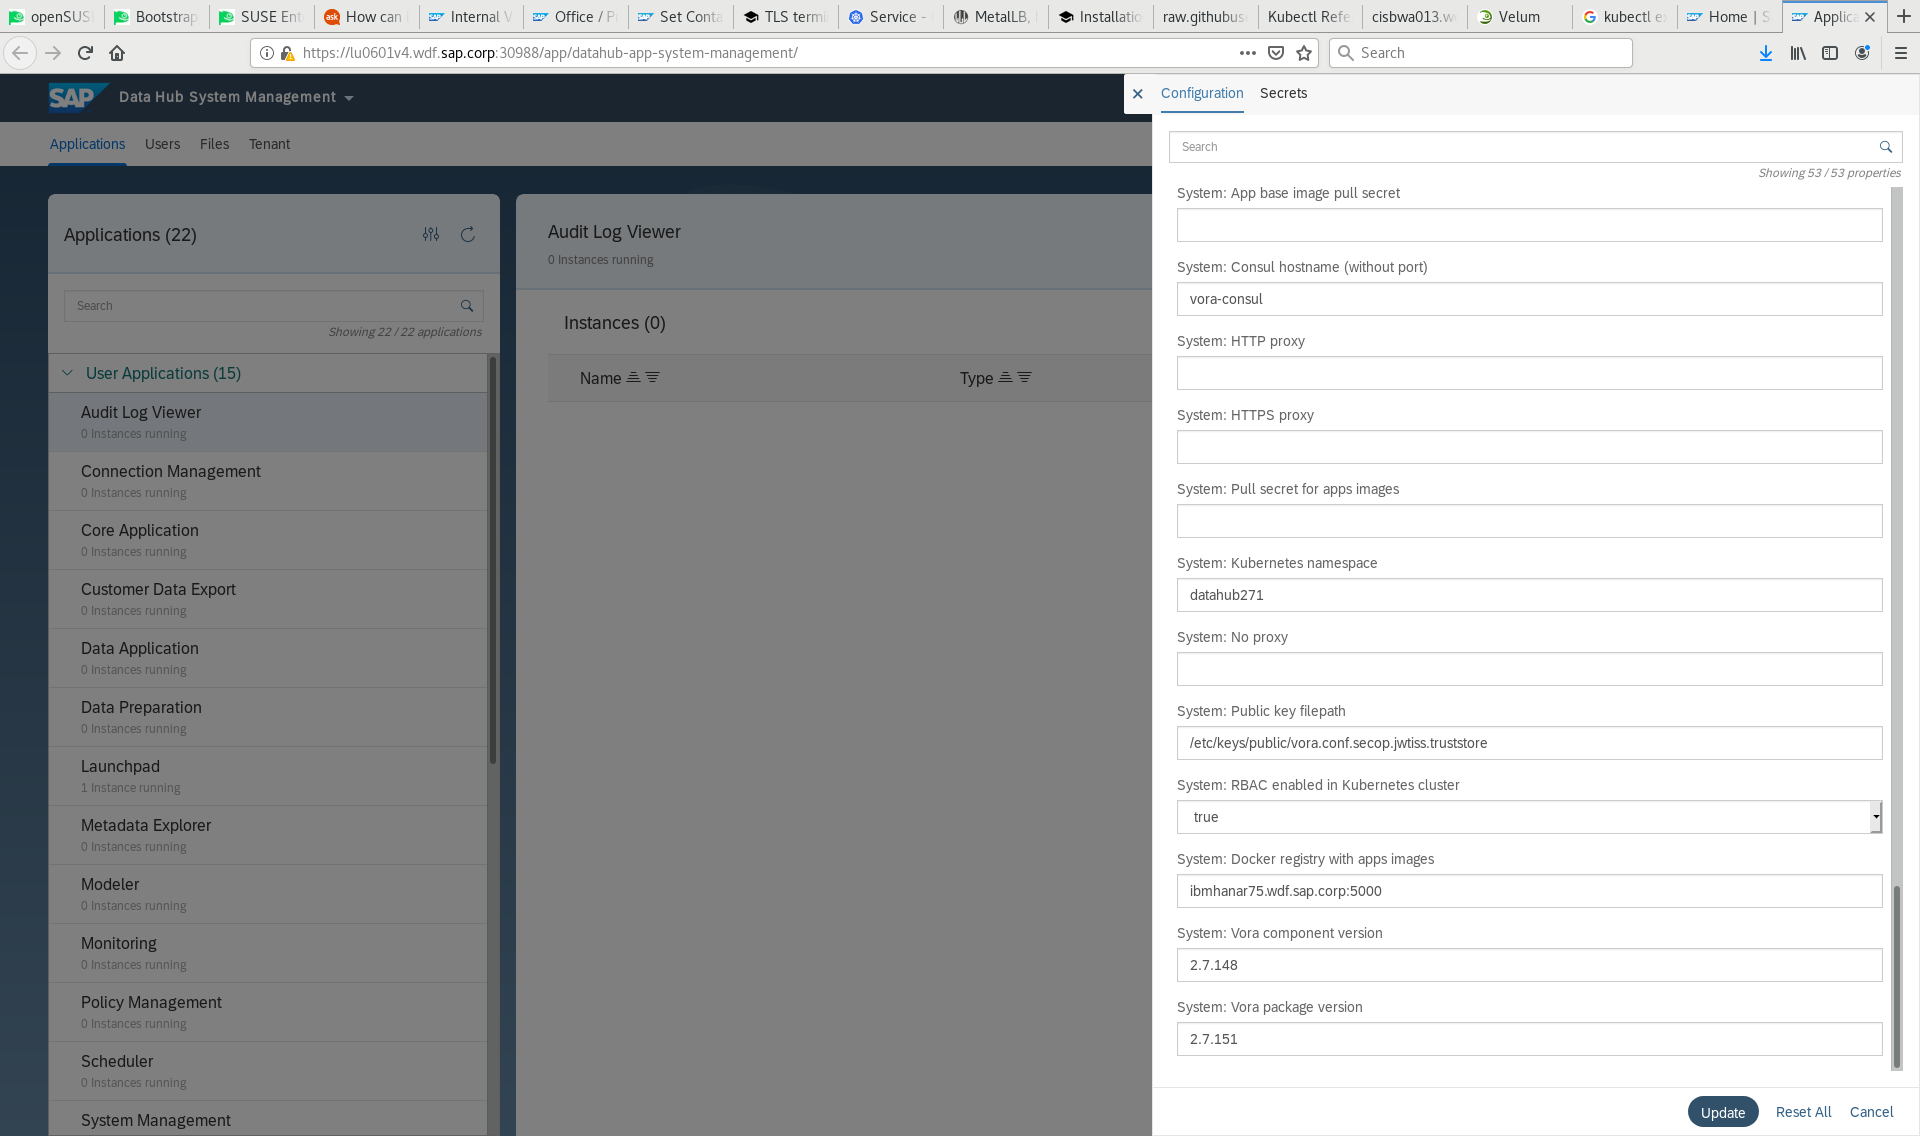 openSUS
Bootstrap
SUSE Ent
How can
Internal V
Office / P
Set Conta
TLS termi
Service -
MetalLB,
Installatio
raw.githubus
Kubectl Refe
cisbwa013.w
Velum
kubectl e
Home | S
Applica
https://lu0601v4.wdf.sap.corp:30988/app/datahub-app-system-management/
Search
SAP Data Hub System Management
Applications Users Files Tenant
Applications (22)
Search
Showing 22 / 22 applications
User Applications (15)
Audit Log Viewer
0 Instances running
Connection Management
0 Instances running
Core Application
0 Instances running
Customer Data Export
0 Instances running
Data Application
0 Instances running
Data Preparation
0 Instances running
Launchpad
1 Instance running
Metadata Explorer
0 Instances running
Modeler
0 Instances running
Monitoring
0 Instances running
Policy Management
0 Instances running
Scheduler
0 Instances running
System Management
Audit Log Viewer
0 Instances running
Instances (0)
Name Type
Configuration Secrets
Search
Showing 53 / 53 properties
System: App base image pull secret
System: Consul hostname (without port)
vora-consul
System: HTTP proxy
System: HTTPS proxy
System: Pull secret for apps images
System: Kubernetes namespace
datahub271
System: No proxy
System: Public key filepath
/etc/keys/public/vora.conf.secop.jwtiss.truststore
System: RBAC enabled in Kubernetes cluster
true
System: Docker registry with apps images
ibmhanar75.wdf.sap.corp:5000
System: Vora component version
2.7.148
System: Vora package version
2.7.151
Update Reset All Cancel